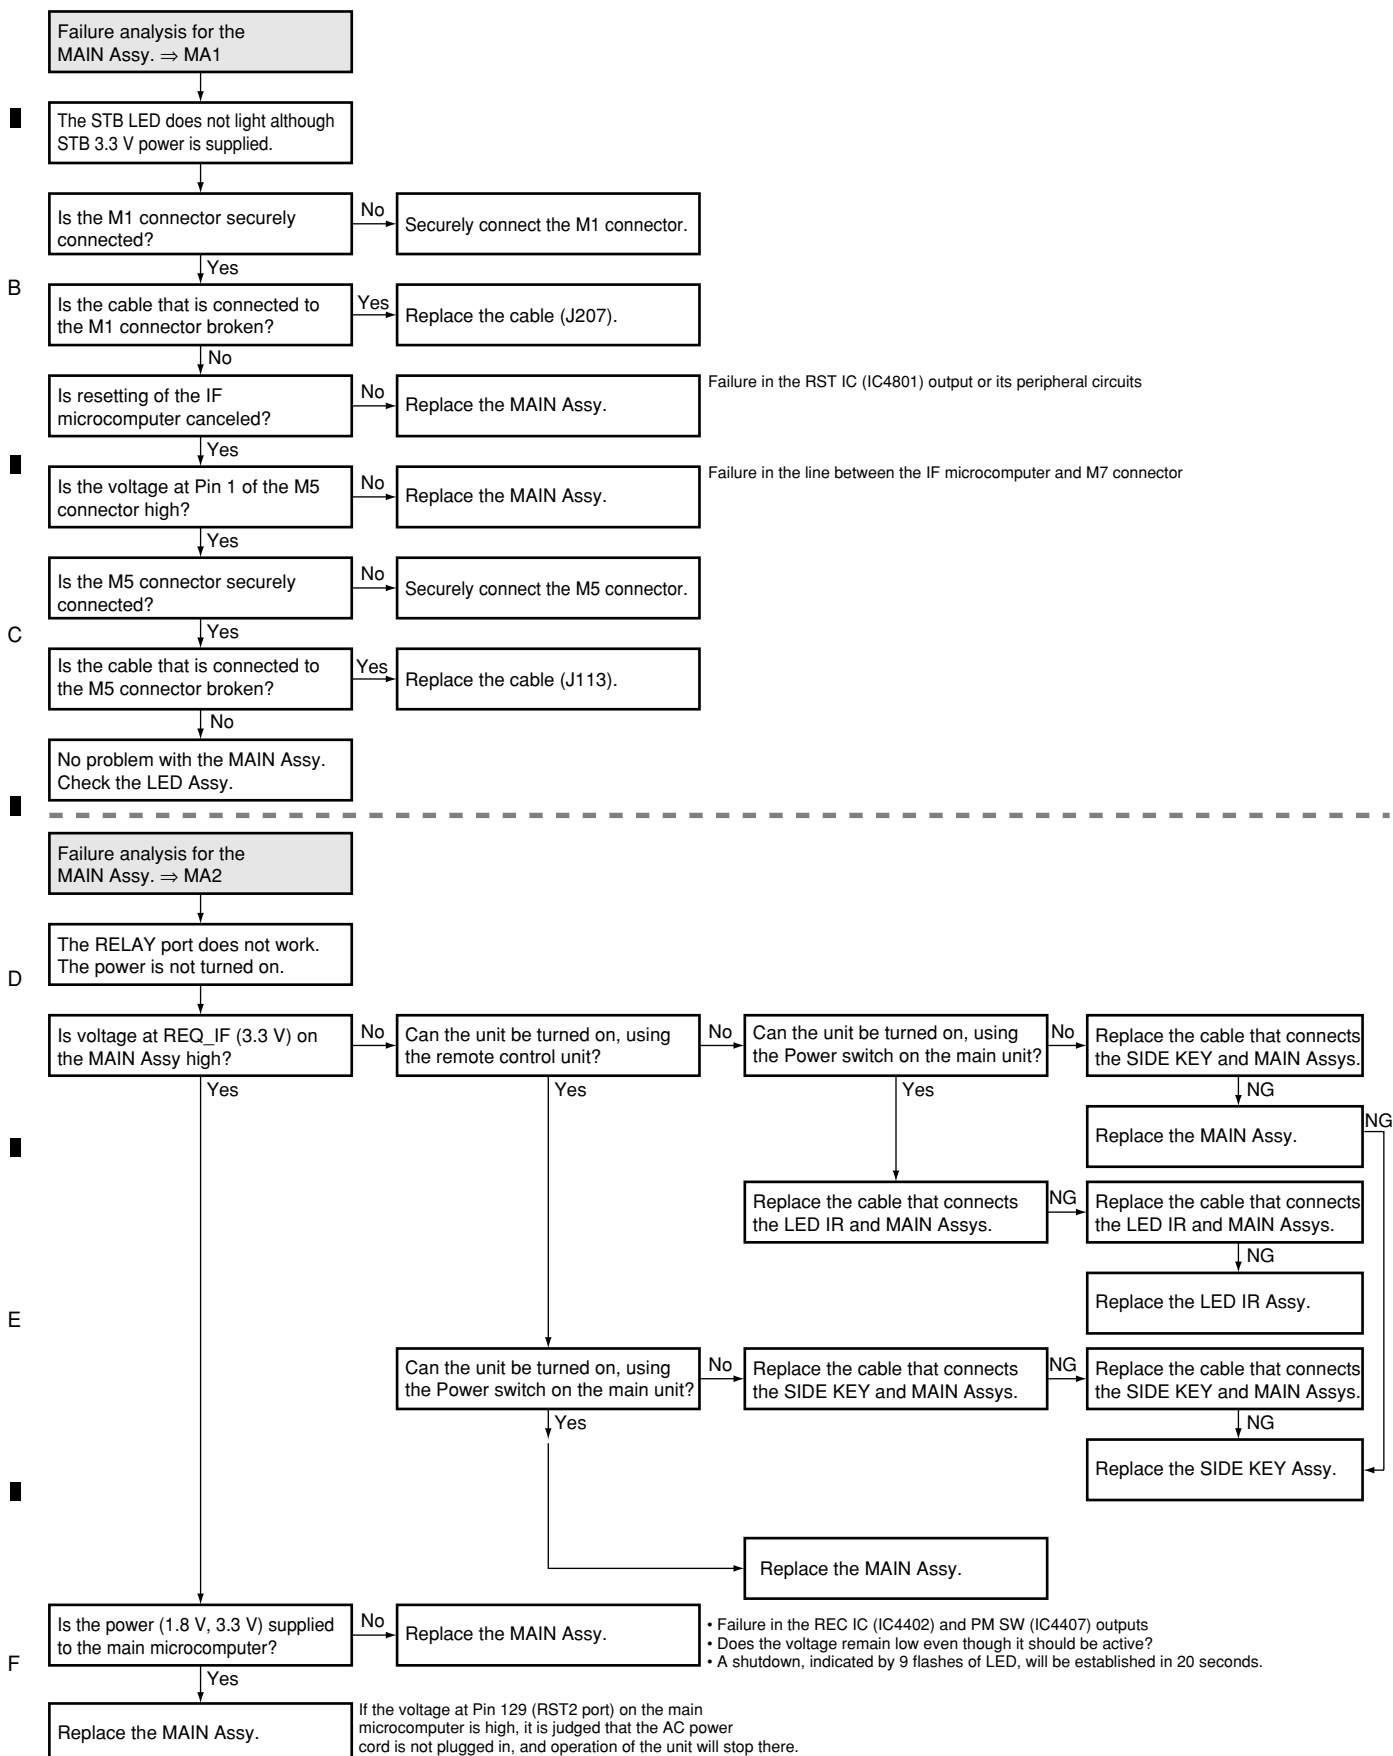 Failure analysis for the
MAIN Assy. ⇒ MA1
The STB LED does not light although
STB 3.3 V power is supplied.
Is the M1 connector securely
connected?
No
Securely connect the M1 connector.
Yes
B
Is the cable that is connected to
the M1 connector broken?
Yes
Replace the cable (J207).
No
Is resetting of the IF
microcomputer canceled?
No
Replace the MAIN Assy.
Failure in the RST IC (IC4801) output or its peripheral circuits
Yes
Is the voltage at Pin 1 of the M5
connector high?
No
Replace the MAIN Assy.
Failure in the line between the IF microcomputer and M7 connector
Yes
Is the M5 connector securely
connected?
No
Securely connect the M5 connector.
Yes
C
Is the cable that is connected to
the M5 connector broken?
Yes
Replace the cable (J113).
No
No problem with the MAIN Assy.
Check the LED Assy.
Failure analysis for the
MAIN Assy. ⇒ MA2
The RELAY port does not work.
The power is not turned on.
D
Is voltage at REQ_IF (3.3 V) on
the MAIN Assy high?
No
Can the unit be turned on, using
the remote control unit?
No
Can the unit be turned on, using
the Power switch on the main unit?
No
Replace the cable that connects
the SIDE KEY and MAIN Assys.
Yes
Yes
Yes
NG
Replace the MAIN Assy.
NG
Replace the cable that connects
the LED IR and MAIN Assys.
NG
Replace the cable that connects
the LED IR and MAIN Assys.
NG
Replace the LED IR Assy.
E
Can the unit be turned on, using
the Power switch on the main unit?
No
Replace the cable that connects
the SIDE KEY and MAIN Assys.
NG
Replace the cable that connects
the SIDE KEY and MAIN Assys.
Yes
NG
Replace the SIDE KEY Assy.
Replace the MAIN Assy.
Is the power (1.8 V, 3.3 V) supplied
to the main microcomputer?
No
Replace the MAIN Assy.
• Failure in the REC IC (IC4402) and PM SW (IC4407) outputs
• Does the voltage remain low even though it should be active?
• A shutdown, indicated by 9 flashes of LED, will be established in 20 seconds.
F
Yes
Replace the MAIN Assy.
If the voltage at Pin 129 (RST2 port) on the main
microcomputer is high, it is judged that the AC power
cord is not plugged in, and operation of the unit will stop there.